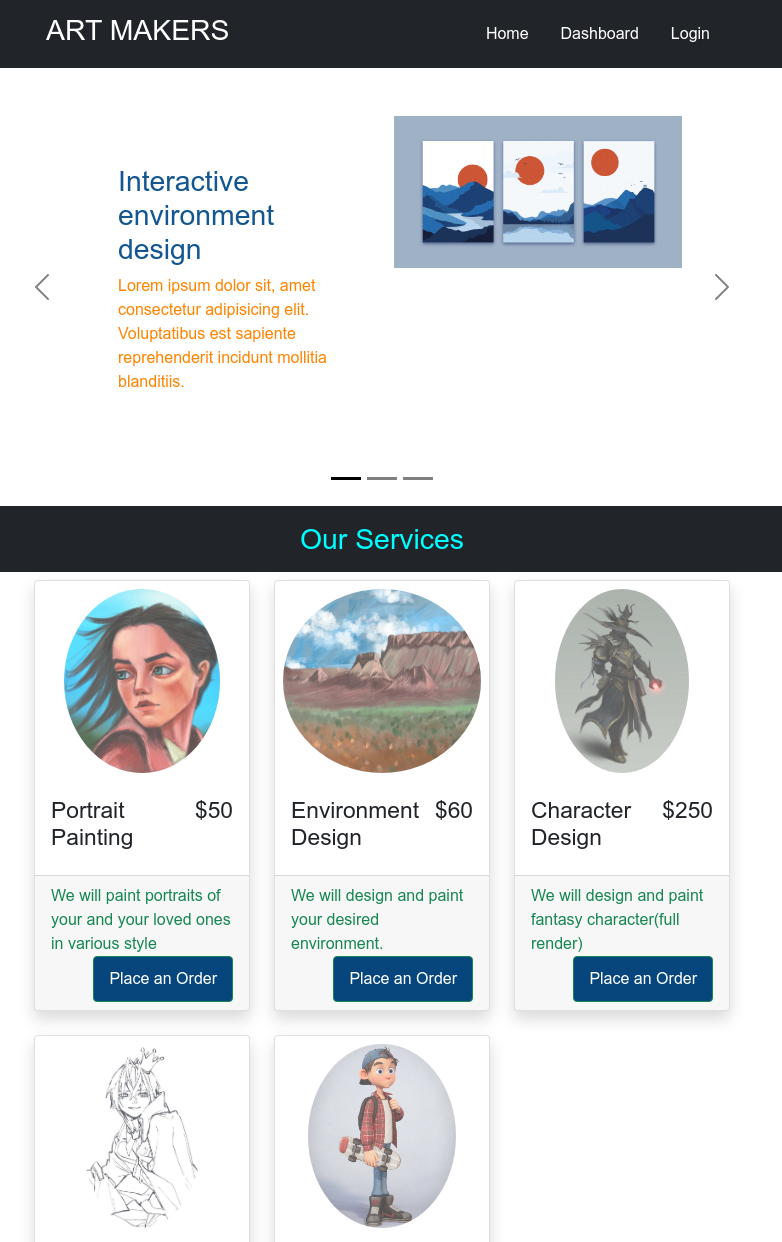 ART MAKERS
Home Dashboard Login
Interactive
environment
design
Lorem ipsum dolor sit, amet
consectetur adipisicing elit.
Voluptatibus est sapiente
reprehenderit incidunt mollitia
blanditiis.
Our Services
Portrait
Painting
$50
We will paint portraits of
your and your loved ones
in various style
Place an Order
Environment
Design
$60
We will design and paint
your desired
environment.
Place an Order
Character
Design
$250
We will design and paint
fantasy character(full
render)
Place an Order